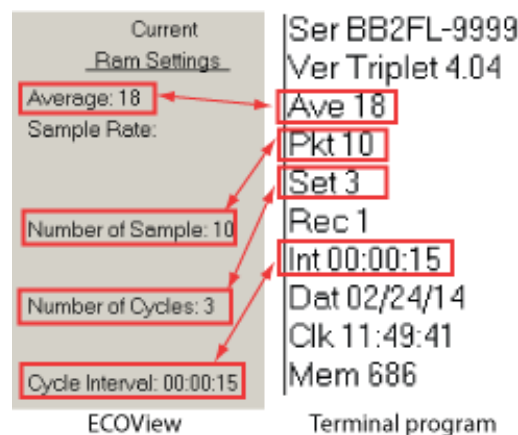 Current
Ram Settings
Average: 18
Sample Rate:
Number of Sample: 10
Number of Cycles: 3
Cycle Interval: 00:00:15
ECOView
Ser BB2FL-9999
Ver Triplet 4.04
Ave 18
Pkt 10
Set 3
Rec 1
Int 00:00:15
Dat 02/24/14
Clk 11:49:41
Mem 686
Terminal program